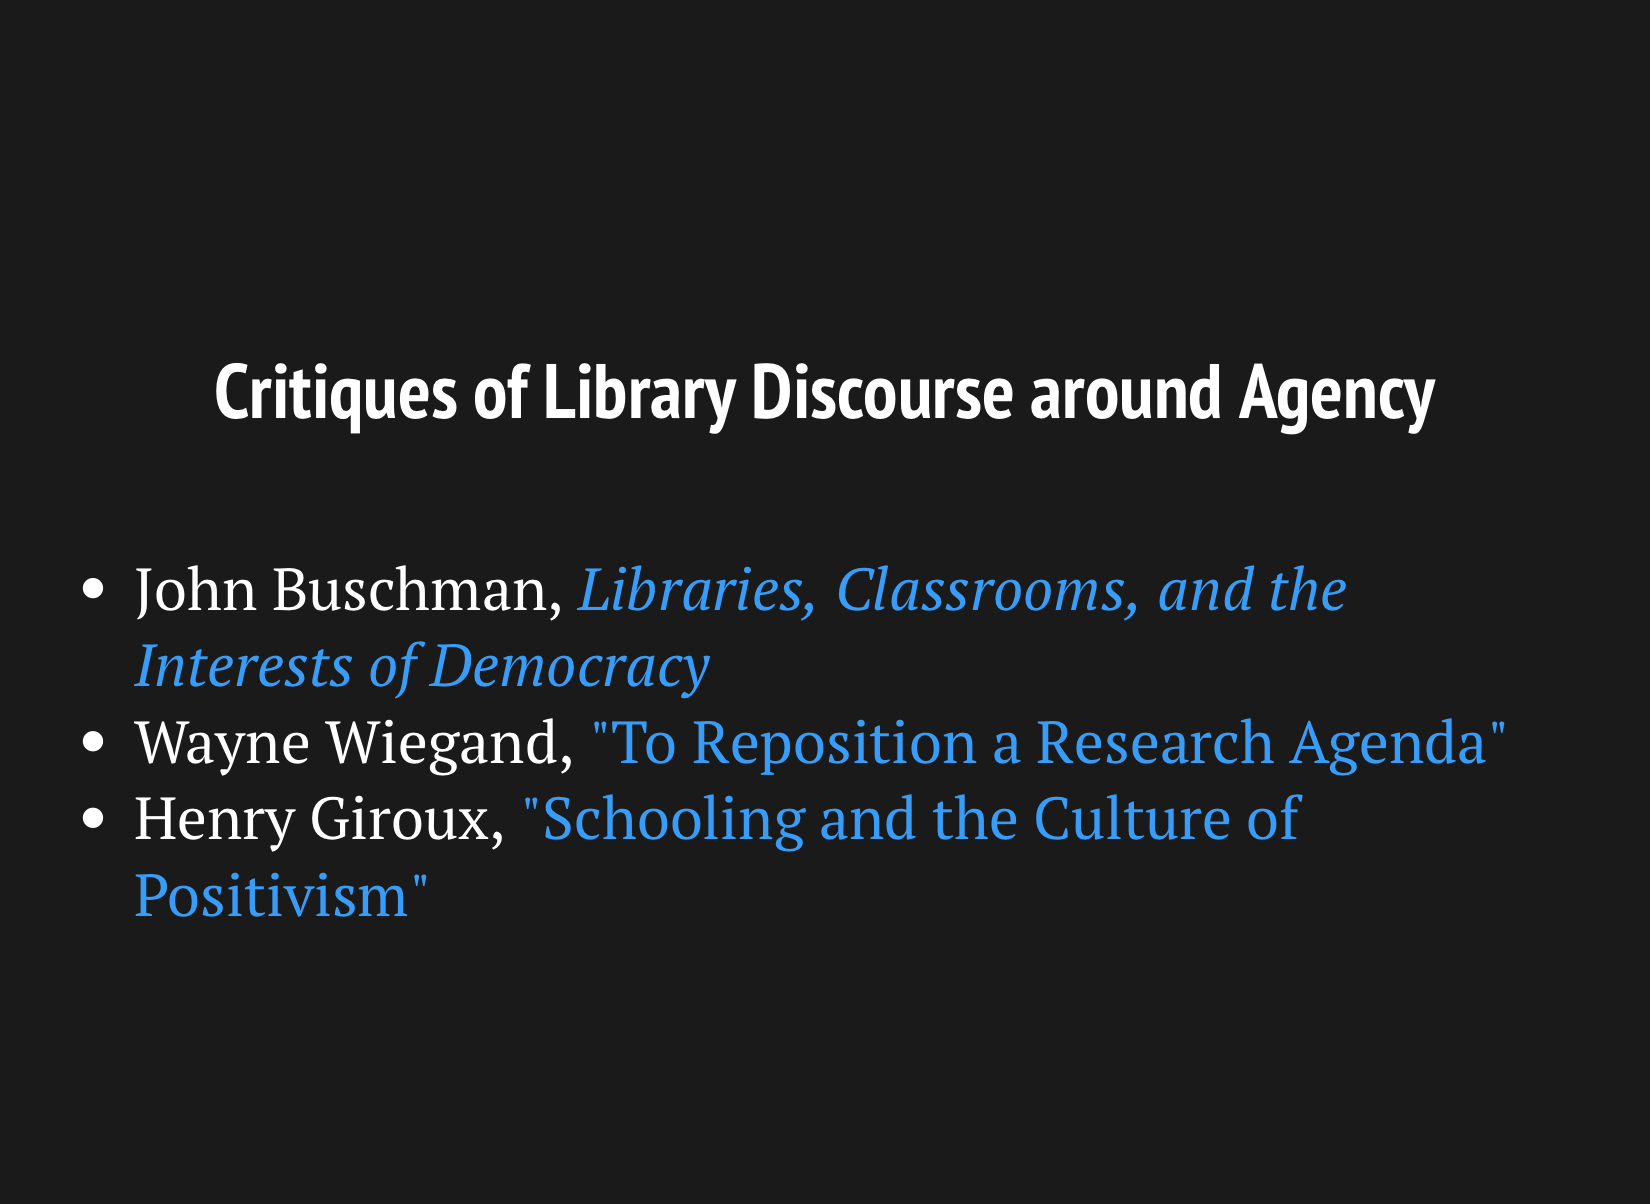 Critiques of Library Discourse around Agency
• John Buschman, Libraries, Classrooms, and the
Interests of Democracy
• Wayne Wiegand, "To Reposition a Research Agenda"
• Henry Giroux, "Schooling and the Culture of
Positivism"